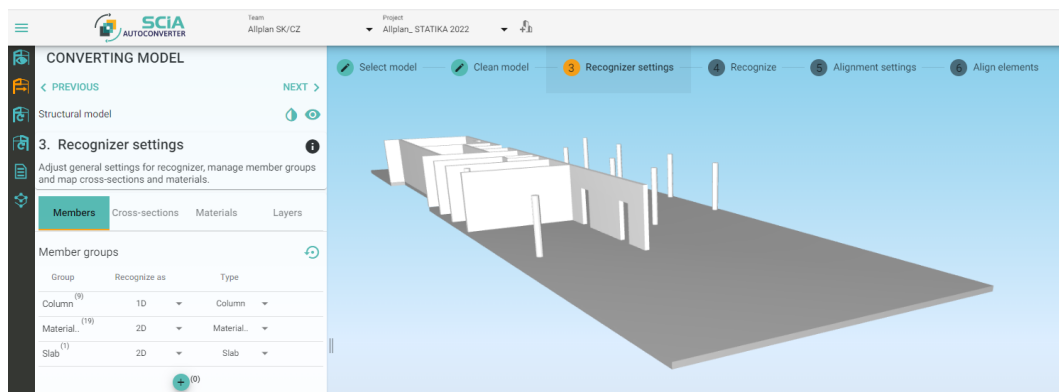 SCiA
AUTOCONVERTER
Team
Allplan SK/CZ
Project
Allplan_ STATIKA 2022
CONVERTING MODEL
PREVIOUS
NEXT
Select model
Clean model
3 Recognizer settings
4 Recognize
5 Alignment settings
6 Align elements
Structural model
3. Recognizer settings
Adjust general settings for recognizer, manage member groups
and map cross-sections and materials.
Members Cross-sections Materials Layers
Member groups
Group Recognize as Type
Column (9) 1D Column
Material.. (19) 2D Material..
Slab (1) 2D Slab
+ (0)